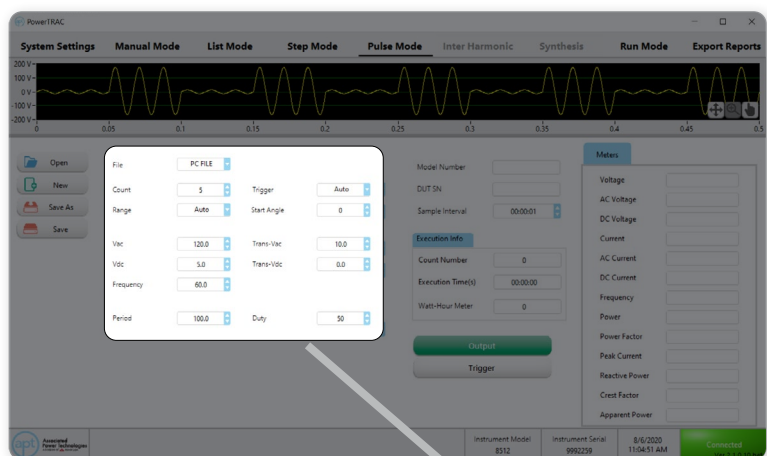 PowerTRAC
System Settings Manual Mode List Mode Step Mode Pulse Mode Inter Harmonic Synthesis Run Mode Export Reports
200 V
100 V
0 V
-100 V
-200 V
0 0.05 0.1 0.15 0.2 0.25 0.3 0.35 0.4 0.45 0.5
Open
New
Save As
Save
File PC FILE
Count 5 Trigger Auto
Range Auto Start Angle 0
Vac 120.0 Trans-Vac 10.0
Vdc 5.0 Trans-Vdc 0.0
Frequency 60.0
Period 100.0 Duty 50
Model Number
DUT SN
Sample Interval 00:00:01
Execution Info
Count Number 0
Execution Time(s) 00:00:00
Watt-Hour Meter 0
Output
Trigger
Meters
Voltage
AC Voltage
DC Voltage
Current
AC Current
DC Current
Frequency
Power
Power Factor
Peak Current
Reactive Power
Crest Factor
Apparent Power
apt Associated
Power Technologies
Instrument Model
8512
Instrument Serial
9992259
8/6/2020
11:04:51 AM
Connected